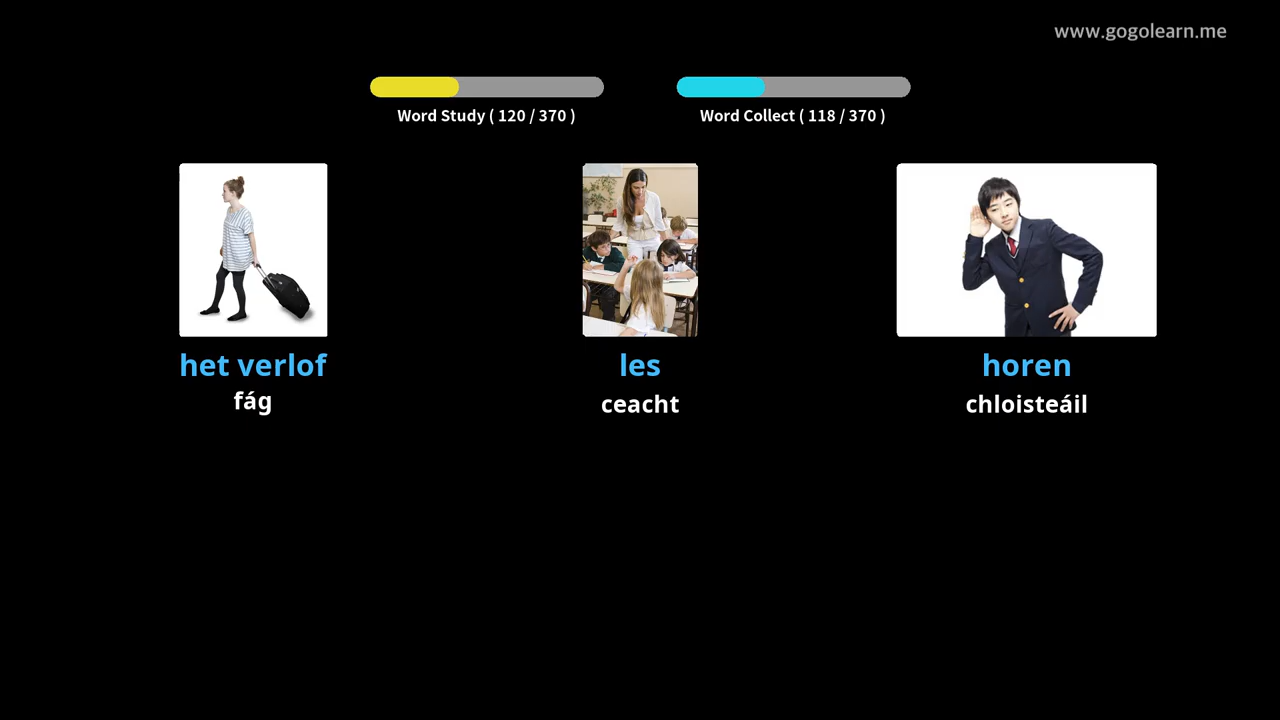 www.gogolearn.me
Word Study ( 120 / 370 )
Word Collect ( 118 / 370 )
het verlof
fág
les
ceacht
horen
chloisteáil